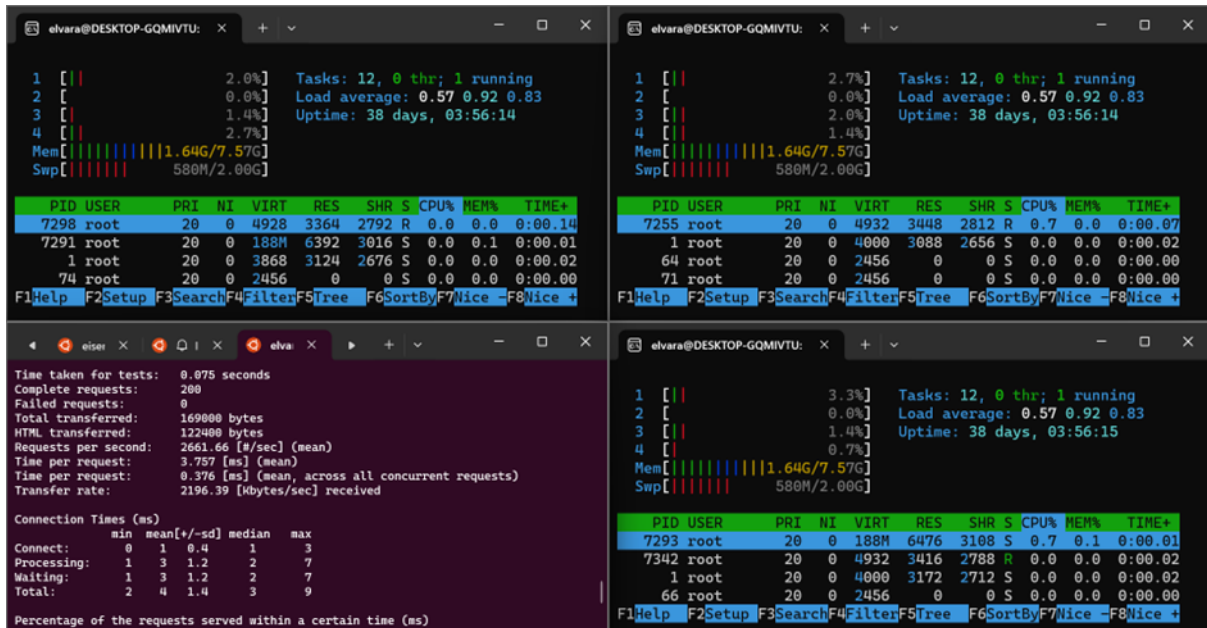 elvara@DESKTOP-GQMIVTU:
1 [|| 2.0%] Tasks: 12, 0 thr; 1 running
2 [ 0.0%] Load average: 0.57 0.92 0.83
3 [| 1.4%] Uptime: 38 days, 03:56:14
4 [|| 2.7%]
Mem[||||||||||||1.64G/7.57G]
Swp[||||||| 580M/2.00G]
PID USER PRI NI VIRT RES SHR S CPU% MEM% TIME+
7298 root 20 0 4928 3364 2792 R 0.0 0.0 0:00.14
7291 root 20 0 188M 6392 3016 S 0.0 0.1 0:00.01
1 root 20 0 3868 3124 2676 S 0.0 0.0 0:00.02
74 root 20 0 2456 0 0 S 0.0 0.0 0:00.00
F1Help F2Setup F3SearchF4FilterF5Tree F6SortByF7Nice -F8Nice +
elvara@DESKTOP-GQMIVTU:
1 [|| 2.7%] Tasks: 12, 0 thr; 1 running
2 [ 0.0%] Load average: 0.57 0.92 0.83
3 [|| 2.0%] Uptime: 38 days, 03:56:14
4 [|| 1.4%]
Mem[||||||||||||1.64G/7.57G]
Swp[||||||| 580M/2.00G]
PID USER PRI NI VIRT RES SHR S CPU% MEM% TIME+
7255 root 20 0 4932 3448 2812 R 0.7 0.0 0:00.07
1 root 20 0 4000 3088 2656 S 0.0 0.0 0:00.02
64 root 20 0 2456 0 0 S 0.0 0.0 0:00.00
71 root 20 0 2456 0 0 S 0.0 0.0 0:00.00
F1Help F2Setup F3SearchF4FilterF5Tree F6SortByF7Nice -F8Nice +
eiser elva
Time taken for tests: 0.075 seconds
Complete requests: 200
Failed requests: 0
Total transferred: 169000 bytes
HTML transferred: 122400 bytes
Requests per second: 2661.66 [#/sec] (mean)
Time per request: 3.757 [ms] (mean)
Time per request: 0.376 [ms] (mean, across all concurrent requests)
Transfer rate: 2196.39 [Kbytes/sec] received
Connection Times (ms)
min mean[+/-sd] median max
Connect: 0 1 0.4 1 3
Processing: 1 3 1.2 2 7
Waiting: 1 3 1.2 2 7
Total: 2 4 1.4 3 9
Percentage of the requests served within a certain time (ms)
elvara@DESKTOP-GQMIVTU:
1 [|| 3.3%] Tasks: 12, 0 thr; 1 running
2 [ 0.0%] Load average: 0.57 0.92 0.83
3 [|| 1.4%] Uptime: 38 days, 03:56:15
4 [| 0.7%]
Mem[||||||||||||1.64G/7.57G]
Swp[||||||| 580M/2.00G]
PID USER PRI NI VIRT RES SHR S CPU% MEM% TIME+
7293 root 20 0 188M 6476 3108 S 0.7 0.1 0:00.01
7342 root 20 0 4932 3416 2788 R 0.0 0.0 0:00.02
1 root 20 0 4000 3172 2712 S 0.0 0.0 0:00.02
66 root 20 0 2456 0 0 S 0.0 0.0 0:00.00
F1Help F2Setup F3SearchF4FilterF5Tree F6SortByF7Nice -F8Nice +